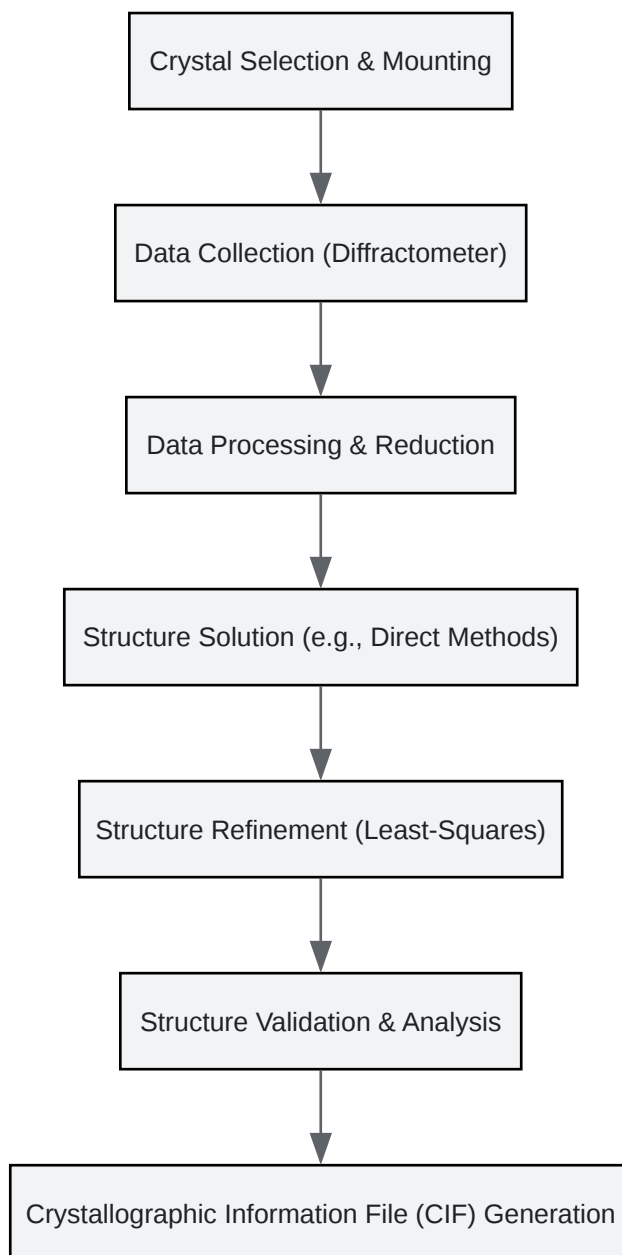 Crystal Selection & Mounting
Data Collection (Diffractometer)
Data Processing & Reduction
Structure Solution (e.g., Direct Methods)
Structure Refinement (Least-Squares)
Structure Validation & Analysis
Crystallographic Information File (CIF) Generation